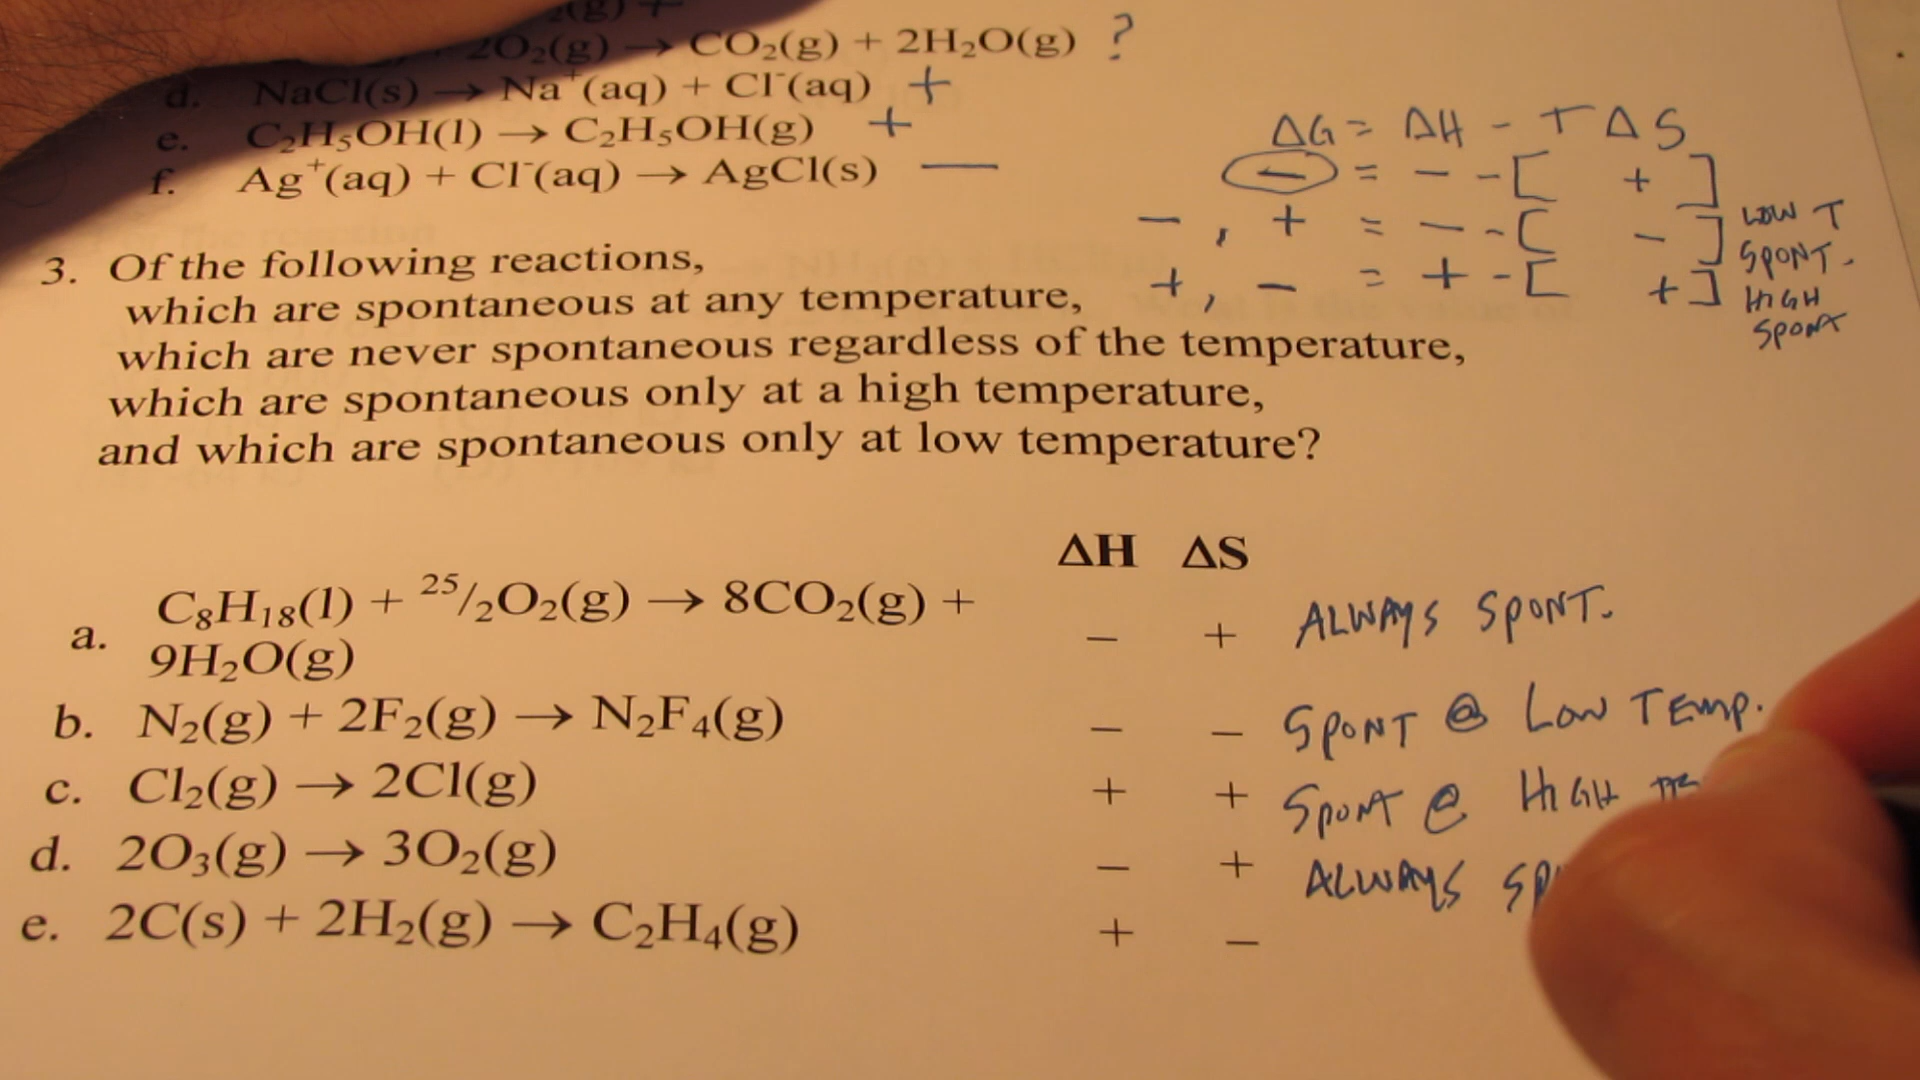 2O₂(g) → CO₂(g) + 2H₂O(g) ?
d. NaCl(s) → Na⁺(aq) + Cl⁻(aq) +
e. C₂H₅OH(l) → C₂H₅OH(g) +
f. Ag⁺(aq) + Cl⁻(aq) → AgCl(s) —
ΔG = ΔH - TΔS
- = - - [ + ]
- , + = - - [ - ] LOW T SPONT.
+ , - = + - [ + ] HIGH SPONT
3. Of the following reactions,
which are spontaneous at any temperature,
which are never spontaneous regardless of the temperature,
which are spontaneous only at a high temperature,
and which are spontaneous only at low temperature?
ΔH ΔS
a. C₈H₁₈(l) + ²⁵/₂O₂(g) → 8CO₂(g) +
9H₂O(g) − + ALWAYS SPONT.
b. N₂(g) + 2F₂(g) → N₂F₄(g) − − SPONT @ LOW TEMP.
c. Cl₂(g) → 2Cl(g) + + SPONT @ HIGH
d. 2O₃(g) → 3O₂(g) − + ALWAYS
e. 2C(s) + 2H₂(g) → C₂H₄(g) + −